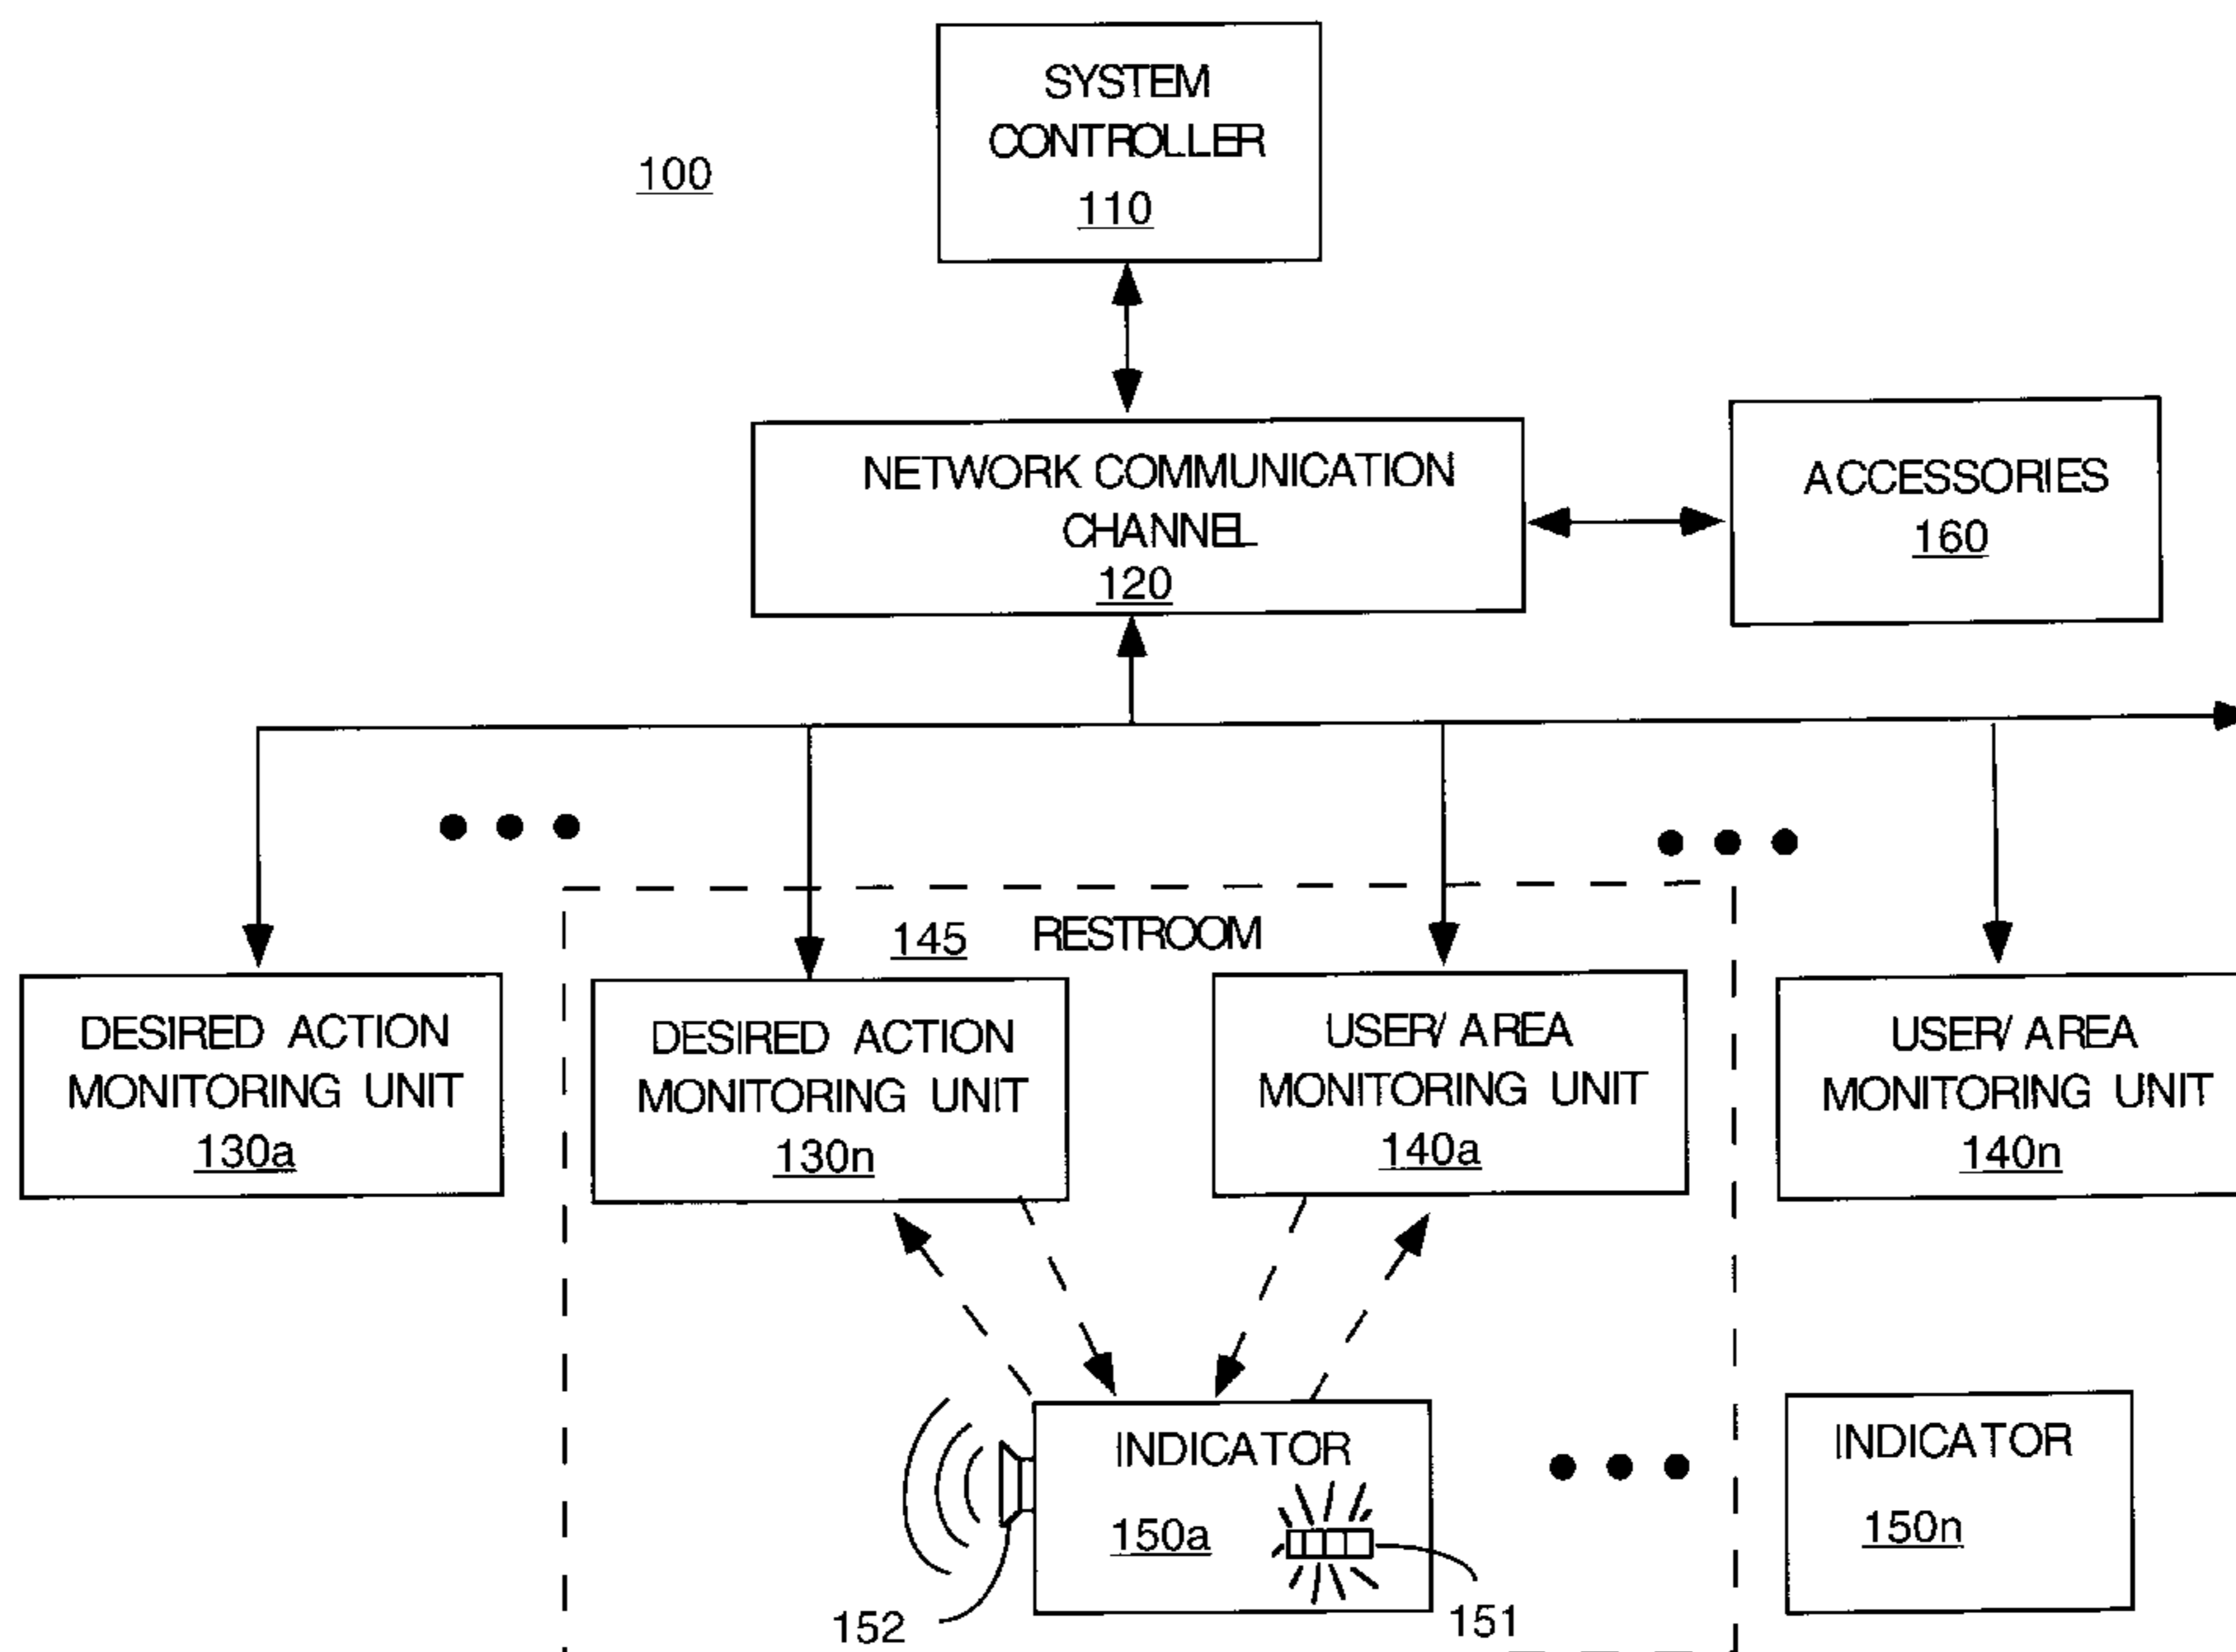 SYSTEM
CONTROLLER
110
100
NETWORK COMMUNICATION
CHANNEL
120
ACCESSORIES
160
145 RESTROOM
DESIRED ACTION
MONITORING UNIT
130a
DESIRED ACTION
MONITORING UNIT
130n
USER/AREA
MONITORING UNIT
140a
USER/AREA
MONITORING UNIT
140n
INDICATOR
150a
INDICATOR
150n
152
151